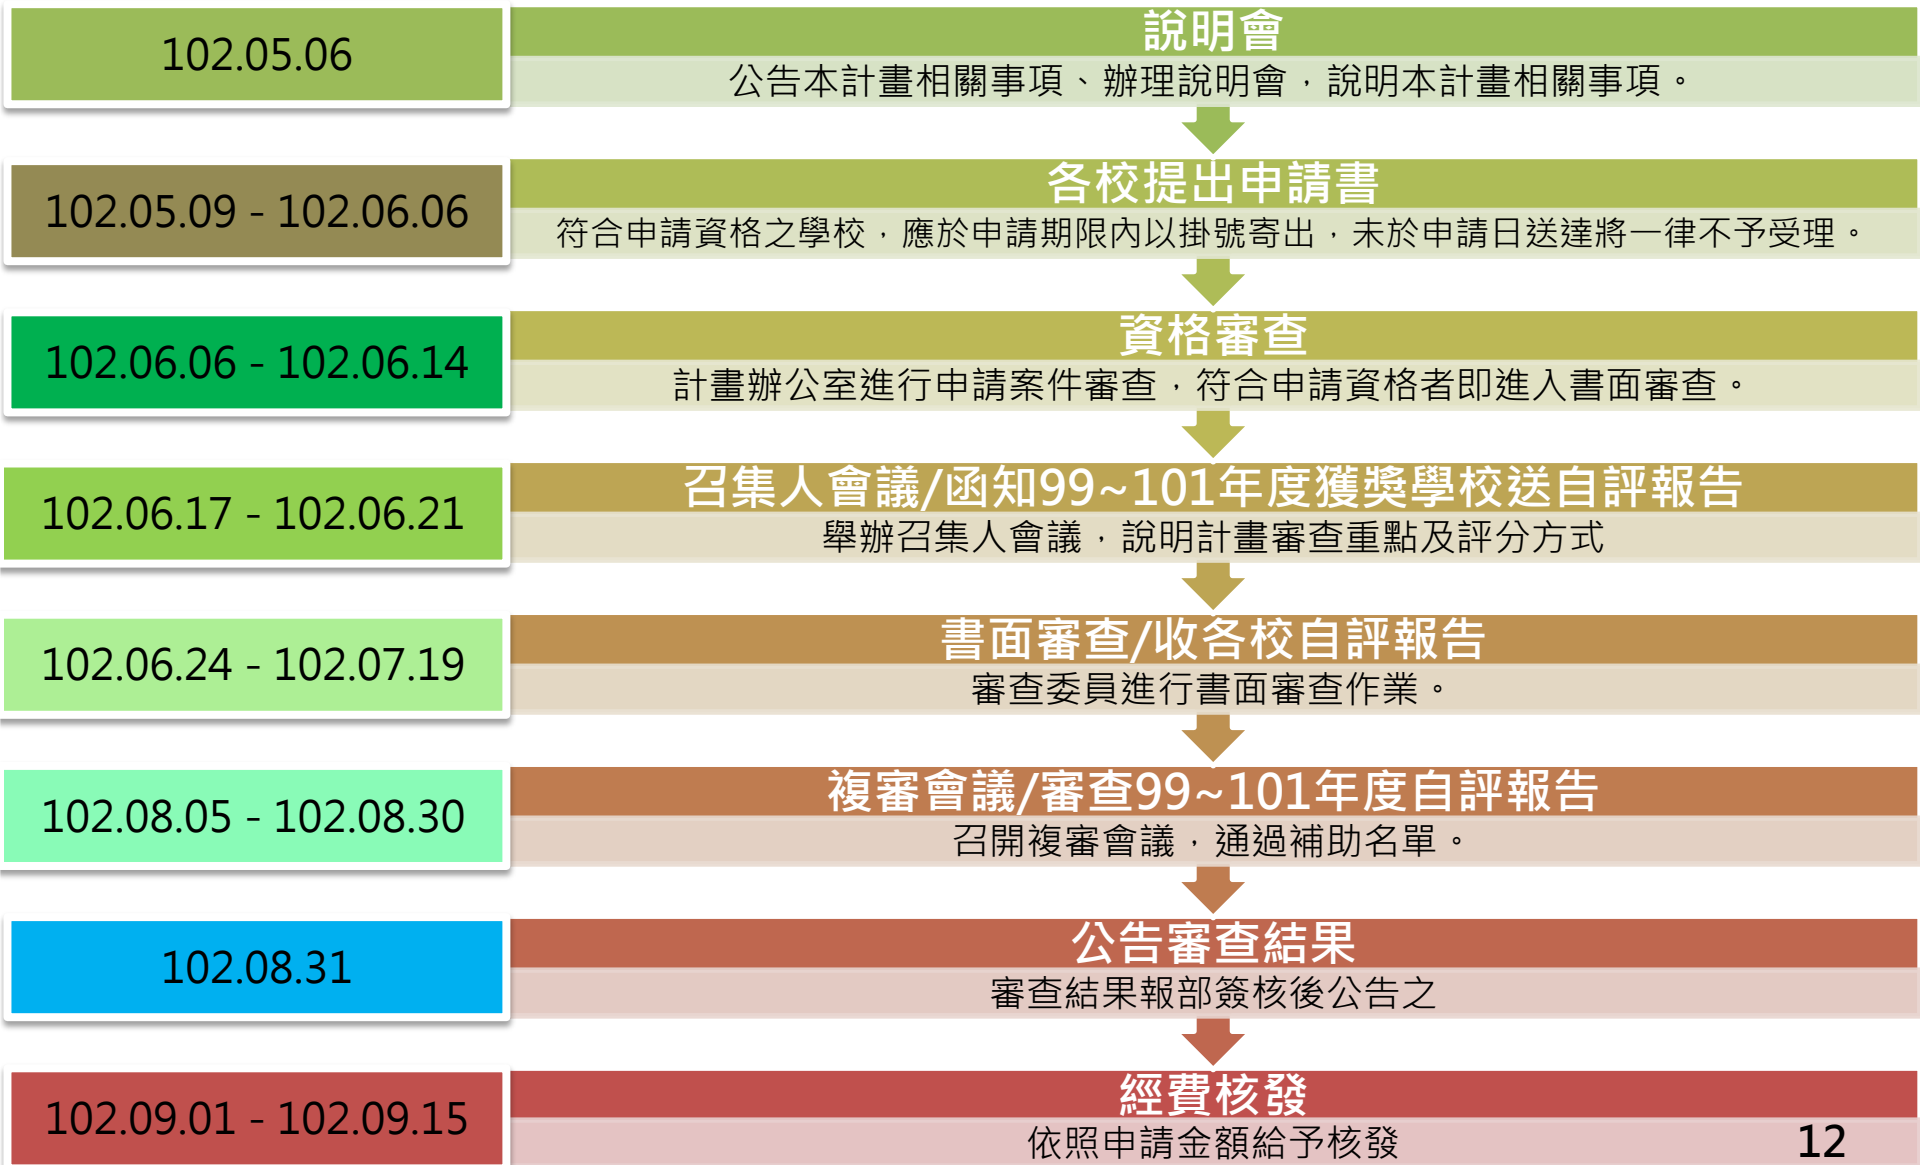 102.05.06
說明會
公告本計畫相關事項、辦理說明會，說明本計畫相關事項。
102.05.09 - 102.06.06
各校提出申請書
符合申請資格之學校，應於申請期限內以掛號寄出，未於申請日送達將一律不予受理。
102.06.06 - 102.06.14
資格審查
計畫辦公室進行申請案件審查，符合申請資格者即進入書面審查。
102.06.17 - 102.06.21
召集人會議/函知99~101年度獲獎學校送自評報告
舉辦召集人會議，說明計畫審查重點及評分方式
102.06.24 - 102.07.19
書面審查/收各校自評報告
審查委員進行書面審查作業。
102.08.05 - 102.08.30
複審會議/審查99~101年度自評報告
召開複審會議，通過補助名單。
102.08.31
公告審查結果
審查結果報部簽核後公告之
102.09.01 - 102.09.15
經費核發
依照申請金額給予核發
12